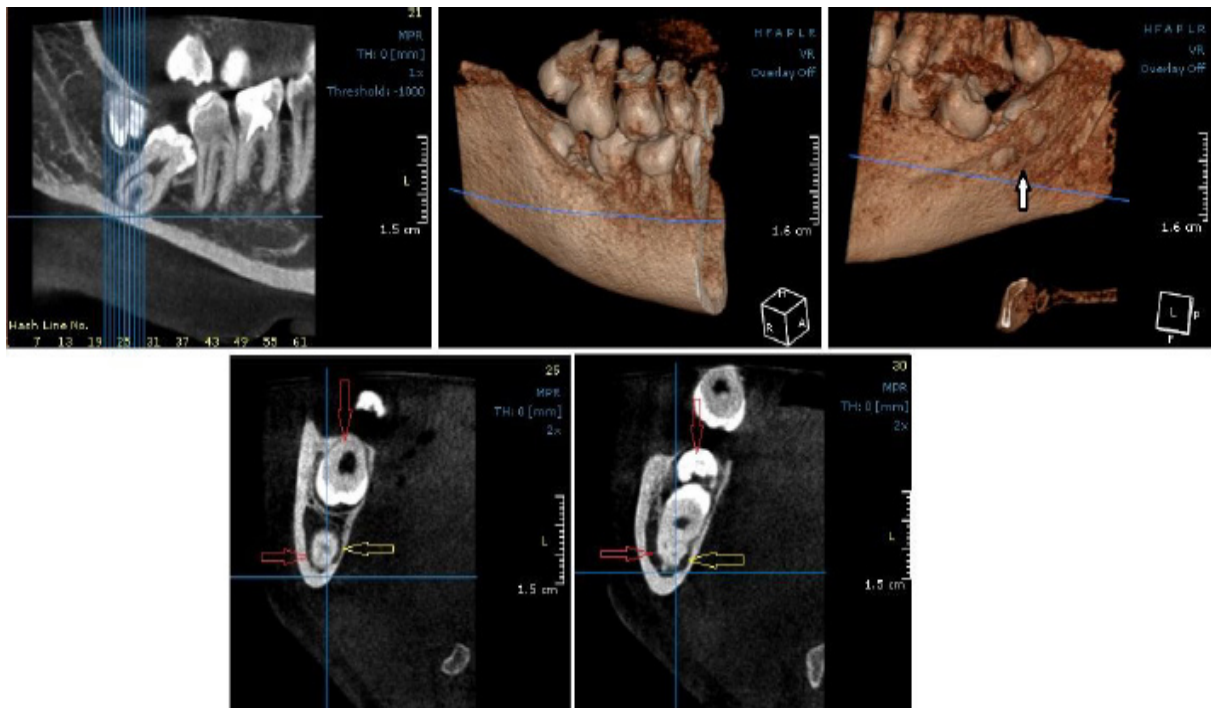 21
MPR
TH: 0 [mm]
1x
Threshold: -1000
L
1.5 cm
Hash Line No.
7 13 19 25 31 37 43 49 55 61
H F A P L R
VR
Overlay Off
1.6 cm
H
R A
H F A P L R
VR
Overlay Off
1.6 cm
L P
F
25
MPR
TH: 0 [mm]
2x
L
1.5 cm
30
MPR
TH: 0 [mm]
2x
L
1.5 cm